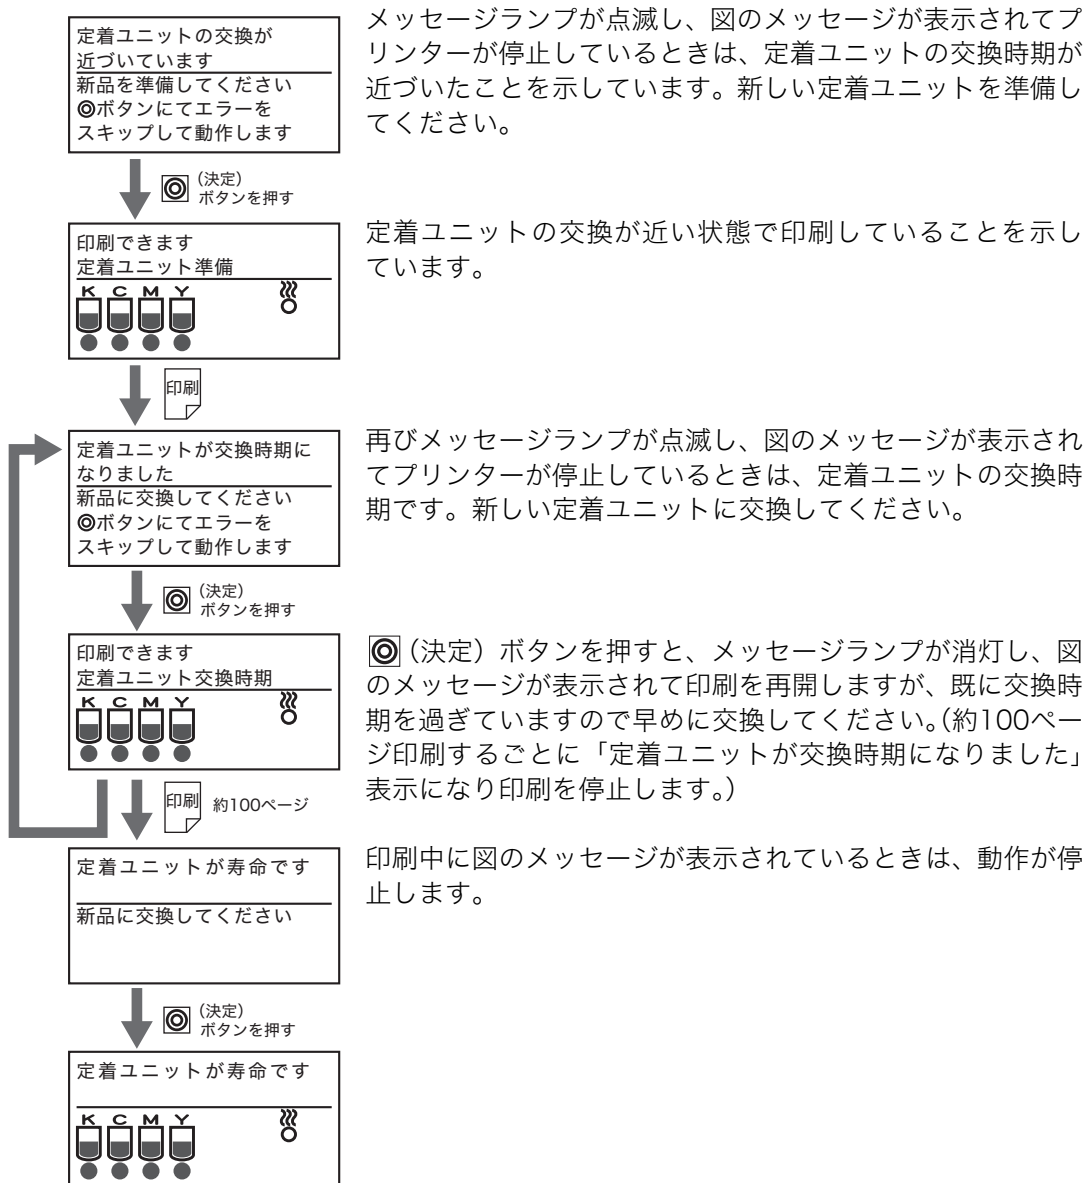 定着ユニットの交換が
近づいています
新品を準備してください
◎ボタンにてエラーを
スキップして動作します
メッセージランプが点滅し、図のメッセージが表示されてプ
リンターが停止しているときは、定着ユニットの交換時期が
近づいたことを示しています。新しい定着ユニットを準備し
てください。
◎（決定）
ボタンを押す
印刷できます
定着ユニット準備
K C M Y
定着ユニットの交換が近い状態で印刷していることを示し
ています。
印刷
定着ユニットが交換時期に
なりました
新品に交換してください
◎ボタンにてエラーを
スキップして動作します
再びメッセージランプが点滅し、図のメッセージが表示され
てプリンターが停止しているときは、定着ユニットの交換時
期です。新しい定着ユニットに交換してください。
◎（決定）
ボタンを押す
印刷できます
定着ユニット交換時期
K C M Y
◎（決定）ボタンを押すと、メッセージランプが消灯し、図
のメッセージが表示されて印刷を再開しますが、既に交換時
期を過ぎていますので早めに交換してください。（約100ペー
ジ印刷するごとに「定着ユニットが交換時期になりました」
表示になり印刷を停止します。）
印刷 約100ページ
定着ユニットが寿命です
新品に交換してください
印刷中に図のメッセージが表示されているときは、動作が停
止します。
◎（決定）
ボタンを押す
定着ユニットが寿命です
K C M Y